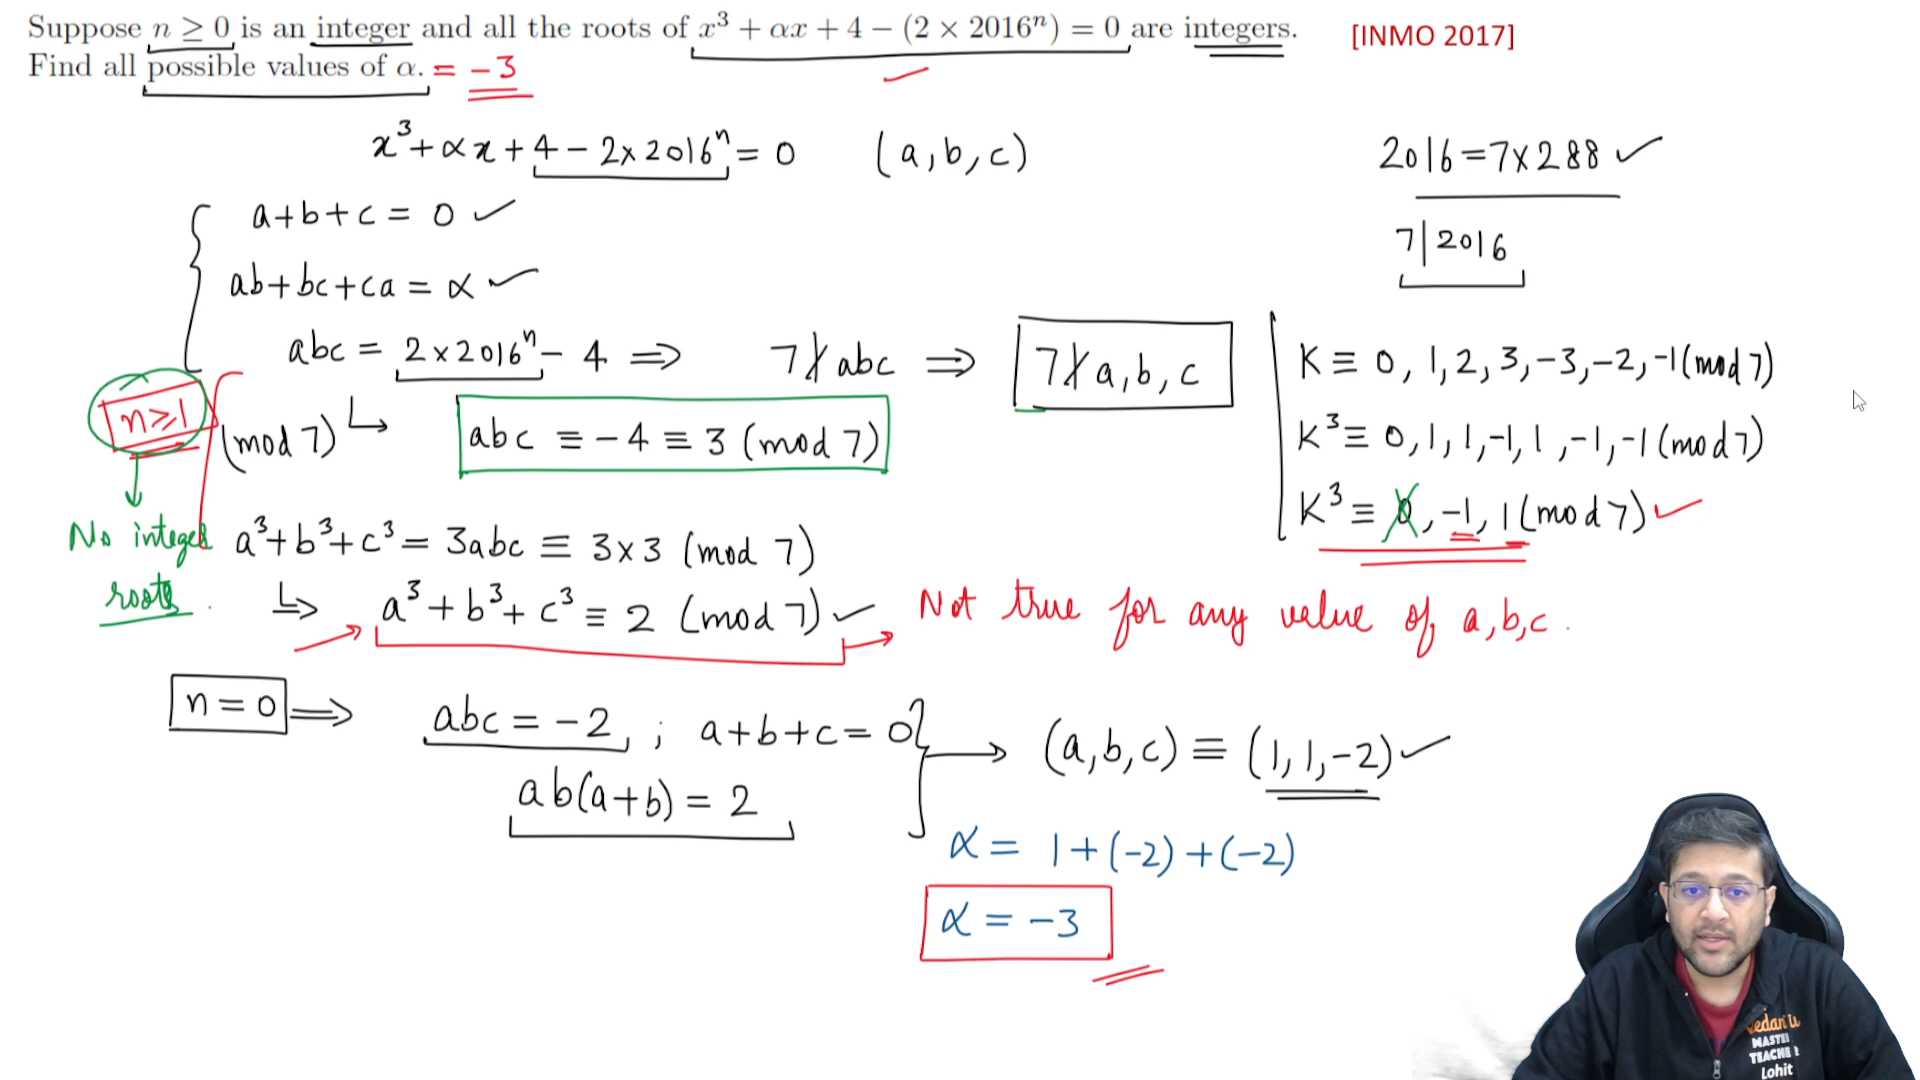 Suppose n ≥ 0 is an integer and all the roots of x³ + αx + 4 − (2 × 2016ⁿ) = 0 are integers. [INMO 2017]
Find all possible values of α. = −3
x³ + αx + 4 − 2×2016ⁿ = 0 (a, b, c)
2016 = 7×288 ✓
7|2016
a+b+c = 0 ✓
ab+bc+ca = α ✓
abc = 2×2016ⁿ − 4 ⇒ 7∤abc ⇒ 7∤a, b, c
n≥1
(mod 7) ↳ abc ≡ −4 ≡ 3 (mod 7)
K ≡ 0, 1, 2, 3, −3, −2, −1 (mod 7)
K³ ≡ 0, 1, 1, −1, 1, −1, −1 (mod 7)
K³ ≡ 0, −1, 1 (mod 7) ✓
No integer roots.
a³+b³+c³ = 3abc ≡ 3×3 (mod 7)
↳ a³+b³+c³ ≡ 2 (mod 7) ✓ → Not true for any value of a, b, c.
n = 0 ⇒ abc = −2 ; a+b+c = 0 } → (a, b, c) ≡ (1, 1, −2) ✓
ab(a+b) = 2
α = 1+(−2)+(−2)
α = −3
MASTER
TEACHER
Lohit